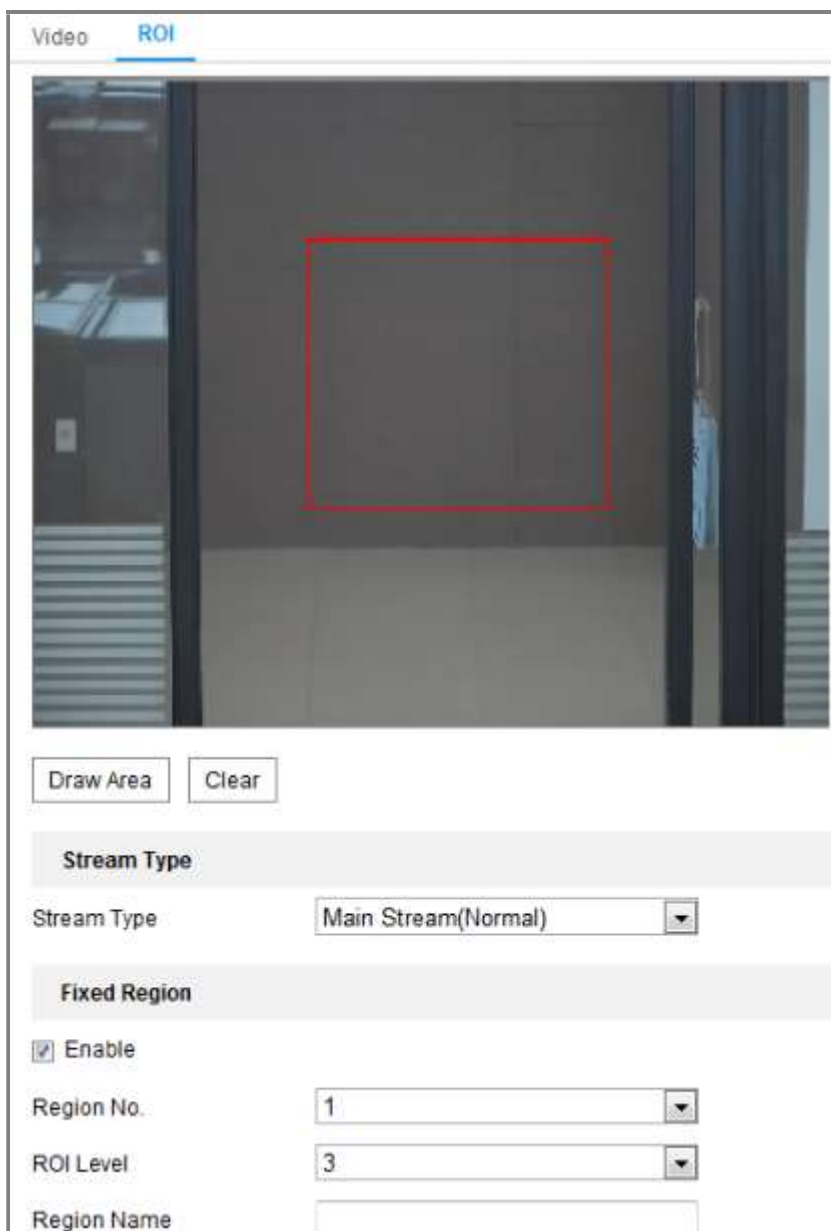 Video ROI
Draw Area Clear
Stream Type
Stream Type Main Stream(Normal)
Fixed Region
Enable
Region No. 1
ROI Level 3
Region Name